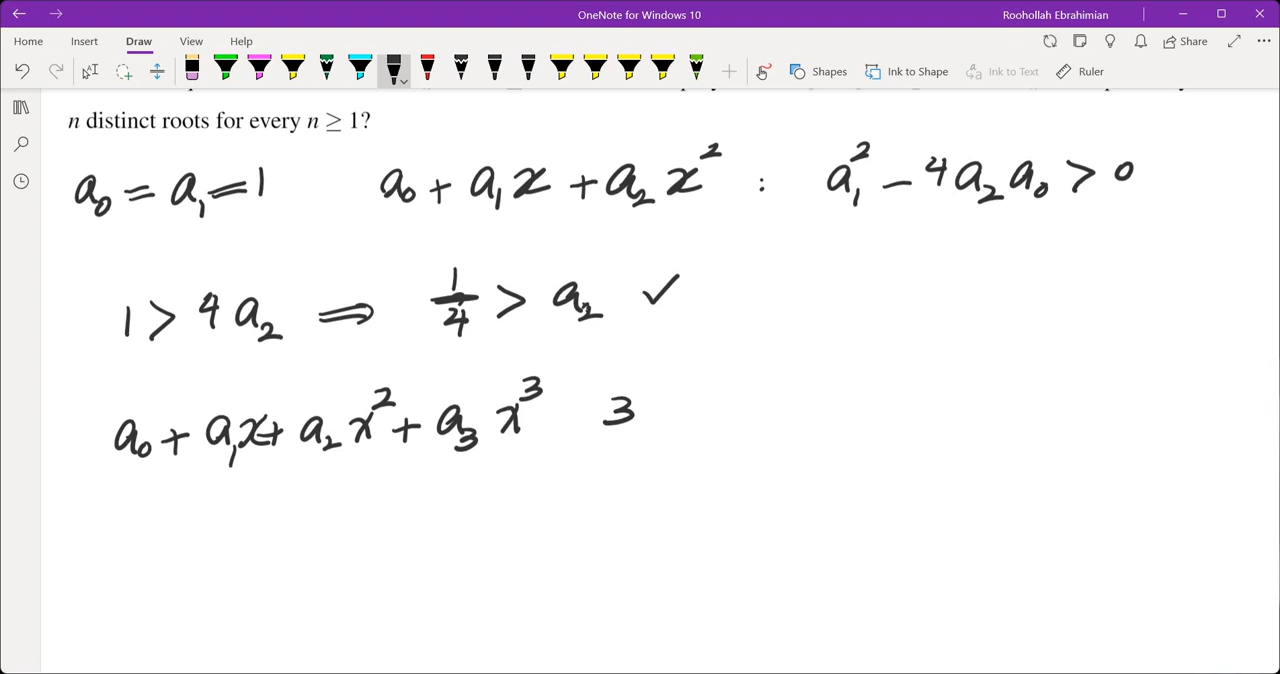 OneNote for Windows 10
Roohollah Ebrahimian
Home Insert Draw View Help
Share
Shapes Ink to Shape Ink to Text Ruler
n distinct roots for every n ≥ 1?
a₀ = a₁ = 1 a₀ + a₁x + a₂x² : a₁² − 4a₂a₀ > 0
1 > 4a₂ ⟹ 1/4 > a₂ ✓
a₀ + a₁x + a₂x² + a₃x³ 3